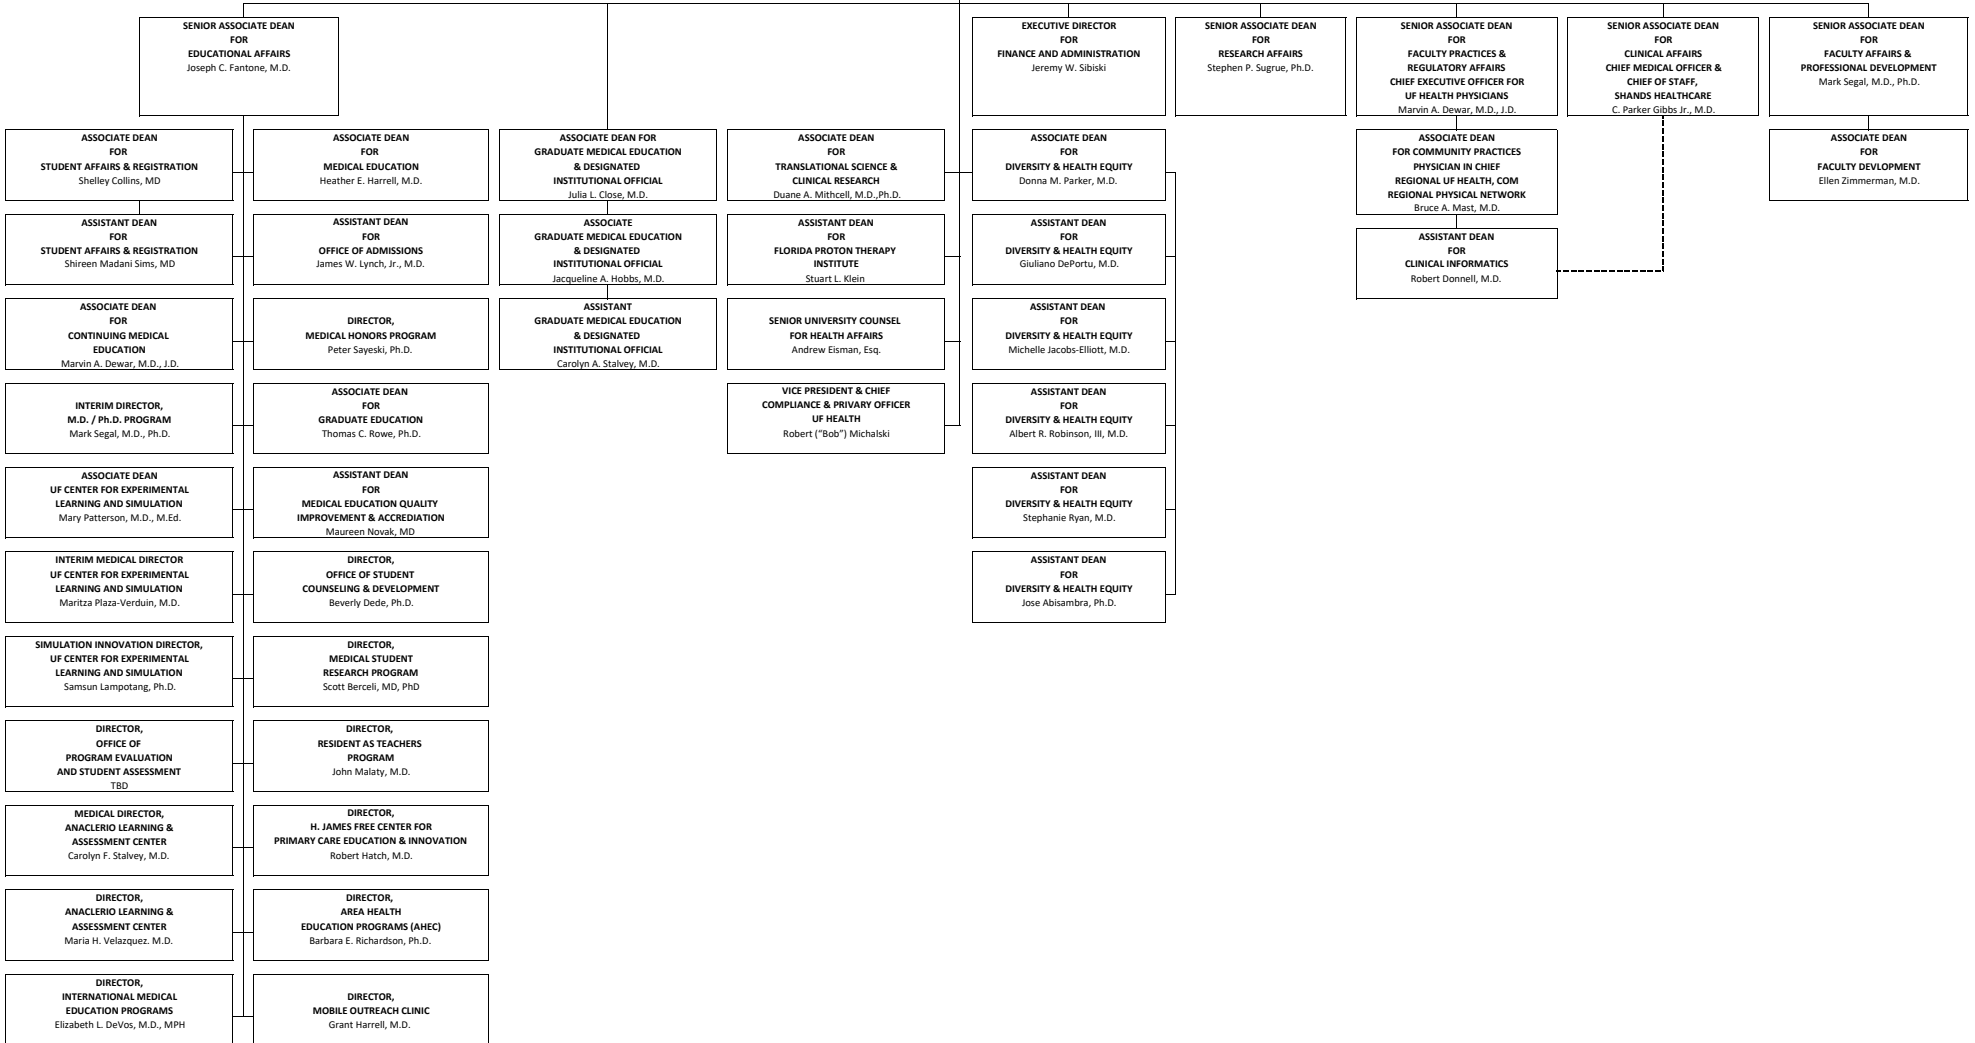 SENIOR ASSOCIATE DEAN
FOR
EDUCATIONAL AFFAIRS
Joseph C. Fantone, M.D.
EXECUTIVE DIRECTOR
FOR
FINANCE AND ADMINISTRATION
Jeremy W. Sibiski
SENIOR ASSOCIATE DEAN
FOR
RESEARCH AFFAIRS
Stephen P. Sugrue, Ph.D.
SENIOR ASSOCIATE DEAN
FOR
FACULTY PRACTICES &
REGULATORY AFFAIRS
CHIEF EXECUTIVE OFFICER FOR
UF HEALTH PHYSICIANS
Marvin A. Dewar, M.D., J.D.
SENIOR ASSOCIATE DEAN
FOR
CLINICAL AFFAIRS
CHIEF MEDICAL OFFICER &
CHIEF OF STAFF,
SHANDS HEALTHCARE
C. Parker Gibbs Jr., M.D.
SENIOR ASSOCIATE DEAN
FOR
FACULTY AFFAIRS &
PROFESSIONAL DEVELOPMENT
Mark Segal, M.D., Ph.D.
ASSOCIATE DEAN
FOR
STUDENT AFFAIRS & REGISTRATION
Shelley Collins, MD
ASSOCIATE DEAN
FOR
MEDICAL EDUCATION
Heather E. Harrell, M.D.
ASSOCIATE DEAN FOR
GRADUATE MEDICAL EDUCATION
& DESIGNATED
INSTITUTIONAL OFFICIAL
Julia L. Close, M.D.
ASSOCIATE DEAN
FOR
TRANSLATIONAL SCIENCE &
CLINICAL RESEARCH
Duane A. Mithcell, M.D.,Ph.D.
ASSOCIATE DEAN
FOR
DIVERSITY & HEALTH EQUITY
Donna M. Parker, M.D.
ASSOCIATE DEAN
FOR COMMUNITY PRACTICES
PHYSICIAN IN CHIEF
REGIONAL UF HEALTH, COM
REGIONAL PHYSICAL NETWORK
Bruce A. Mast, M.D.
ASSOCIATE DEAN
FOR
FACULTY DEVLOPMENT
Ellen Zimmerman, M.D.
ASSISTANT DEAN
FOR
STUDENT AFFAIRS & REGISTRATION
Shireen Madani Sims, MD
ASSISTANT DEAN
FOR
OFFICE OF ADMISSIONS
James W. Lynch, Jr., M.D.
ASSOCIATE
GRADUATE MEDICAL EDUCATION
& DESIGNATED
INSTITUTIONAL OFFICIAL
Jacqueline A. Hobbs, M.D.
ASSISTANT DEAN
FOR
FLORIDA PROTON THERAPY
INSTITUTE
Stuart L. Klein
ASSISTANT DEAN
FOR
DIVERSITY & HEALTH EQUITY
Giuliano DePortu, M.D.
ASSISTANT DEAN
FOR
CLINICAL INFORMATICS
Robert Donnell, M.D.
ASSOCIATE DEAN
FOR
CONTINUING MEDICAL
EDUCATION
Marvin A. Dewar, M.D., J.D.
DIRECTOR,
MEDICAL HONORS PROGRAM
Peter Sayeski, Ph.D.
ASSISTANT
GRADUATE MEDICAL EDUCATION
& DESIGNATED
INSTITUTIONAL OFFICIAL
Carolyn A. Stalvey, M.D.
SENIOR UNIVERSITY COUNSEL
FOR HEALTH AFFAIRS
Andrew Eisman, Esq.
ASSISTANT DEAN
FOR
DIVERSITY & HEALTH EQUITY
Michelle Jacobs-Elliott, M.D.
INTERIM DIRECTOR,
M.D. / Ph.D. PROGRAM
Mark Segal, M.D., Ph.D.
ASSOCIATE DEAN
FOR
GRADUATE EDUCATION
Thomas C. Rowe, Ph.D.
VICE PRESIDENT & CHIEF
COMPLIANCE & PRIVARY OFFICER
UF HEALTH
Robert (“Bob”) Michalski
ASSISTANT DEAN
FOR
DIVERSITY & HEALTH EQUITY
Albert R. Robinson, III, M.D.
ASSOCIATE DEAN
UF CENTER FOR EXPERIMENTAL
LEARNING AND SIMULATION
Mary Patterson, M.D., M.Ed.
ASSISTANT DEAN
FOR
MEDICAL EDUCATION QUALITY
IMPROVEMENT & ACCREDIATION
Maureen Novak, MD
ASSISTANT DEAN
FOR
DIVERSITY & HEALTH EQUITY
Stephanie Ryan, M.D.
INTERIM MEDICAL DIRECTOR
UF CENTER FOR EXPERIMENTAL
LEARNING AND SIMULATION
Maritza Plaza-Verduin, M.D.
DIRECTOR,
OFFICE OF STUDENT
COUNSELING & DEVELOPMENT
Beverly Dede, Ph.D.
ASSISTANT DEAN
FOR
DIVERSITY & HEALTH EQUITY
Jose Abisambra, Ph.D.
SIMULATION INNOVATION DIRECTOR,
UF CENTER FOR EXPERIMENTAL
LEARNING AND SIMULATION
Samsun Lampotang, Ph.D.
DIRECTOR,
MEDICAL STUDENT
RESEARCH PROGRAM
Scott Berceli, MD, PhD
DIRECTOR,
OFFICE OF
PROGRAM EVALUATION
AND STUDENT ASSESSMENT
TBD
DIRECTOR,
RESIDENT AS TEACHERS
PROGRAM
John Malaty, M.D.
MEDICAL DIRECTOR,
ANACLERIO LEARNING &
ASSESSMENT CENTER
Carolyn F. Stalvey, M.D.
DIRECTOR,
H. JAMES FREE CENTER FOR
PRIMARY CARE EDUCATION & INNOVATION
Robert Hatch, M.D.
DIRECTOR,
ANACLERIO LEARNING &
ASSESSMENT CENTER
Maria H. Velazquez. M.D.
DIRECTOR,
AREA HEALTH
EDUCATION PROGRAMS (AHEC)
Barbara E. Richardson, Ph.D.
DIRECTOR,
INTERNATIONAL MEDICAL
EDUCATION PROGRAMS
Elizabeth L. DeVos, M.D., MPH
DIRECTOR,
MOBILE OUTREACH CLINIC
Grant Harrell, M.D.